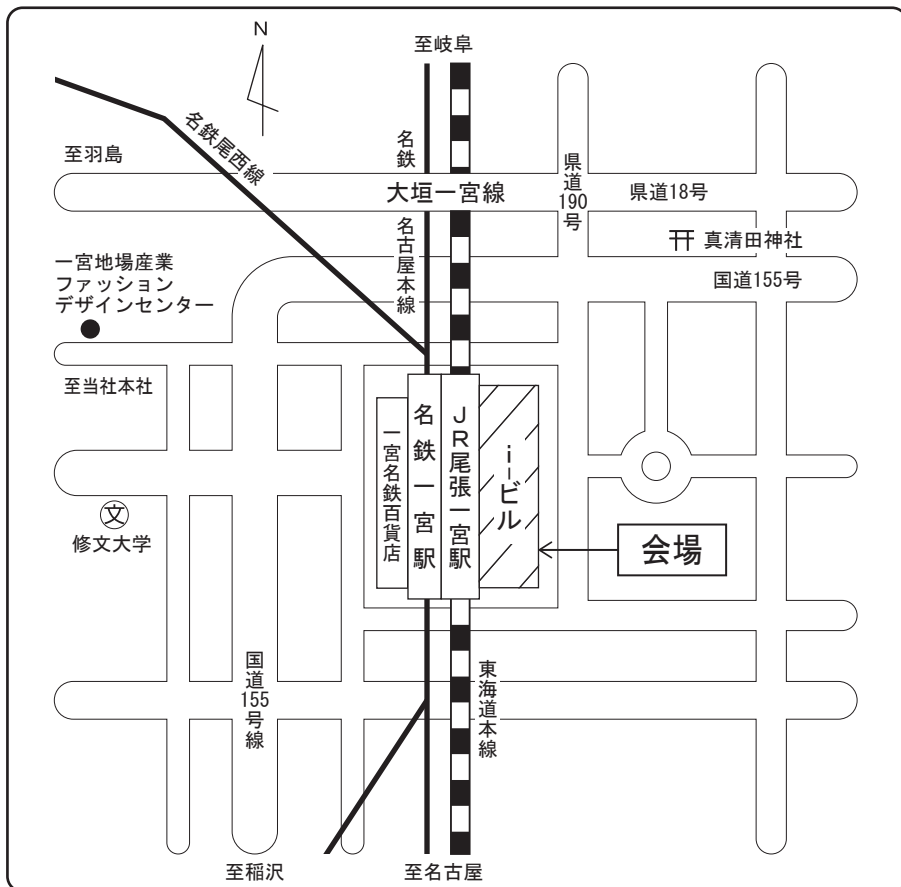 N
至岐阜
名鉄尾西線
名鉄
名古屋本線
県道190号
至羽島
大垣一宮線
県道18号
真清田神社
国道155号
一宮地場産業
ファッション
デザインセンター
至当社本社
一宮名鉄百貨店
名鉄一宮駅
JR尾張一宮駅
i-ビル
文
修文大学
会場
国道155号線
東海道本線
至稲沢
至名古屋